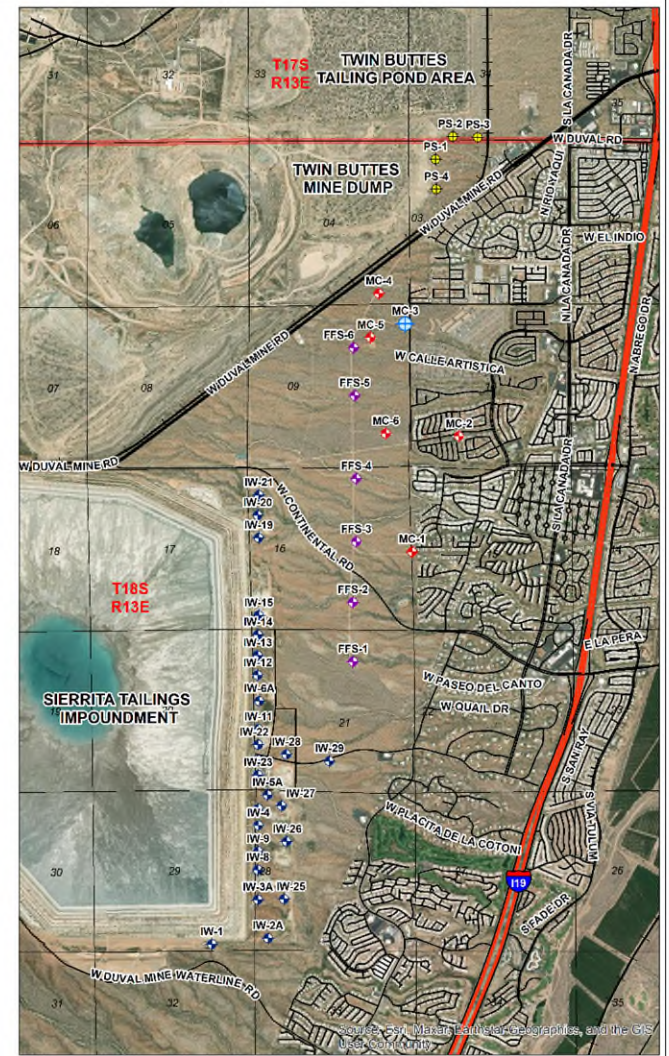 31
32
33
T17S
R13E
TWIN BUTTES
TAILING POND AREA
34
35
S LA CANADA DR
PS-2
PS-3
W DUVAL RD
PS-1
TWIN BUTTES
MINE DUMP
PS-4
N RIO YAQUI
06
05
04
03
W DUVAL MINE RD
W EL INDIO
N LA CANADA DR
N ABREGO DR
MC-4
MC-3
MC-5
FFS-6
W DUVAL MINE RD
W CALLE ARTISTICA
07
08
09
FFS-5
MC-6
MC-2
W DUVAL MINE RD
S LA CANADA DR
FFS-4
IW-21
IW-20
IW-19
W CONTINENTAL RD
18
17
16
FFS-3
MC-1
14
T18S
R13E
FFS-2
IW-15
IW-14
IW-13
IW-12
E LA PERA
FFS-1
IW-6A
W PASEO DEL CANTO
SIERRITA TAILINGS
IMPOUNDMENT
W QUAIL DR
IW-11
21
22
IW-22
IW-28
IW-29
IW-23
S SAN RAY
IW-5A
IW-27
S VIA TULUM
IW-4
W PLACITA DE LA COTONI
IW-26
IW-9
IW-8
30
29
28
26
IW-3A
IW-25
I19
S FADE DR
IW-1
IW-2A
W DUVAL MINE WATERLINE RD
31
32
33
34
35
Source: Esri, Maxar, Earthstar Geographics, and the GIS
User Community